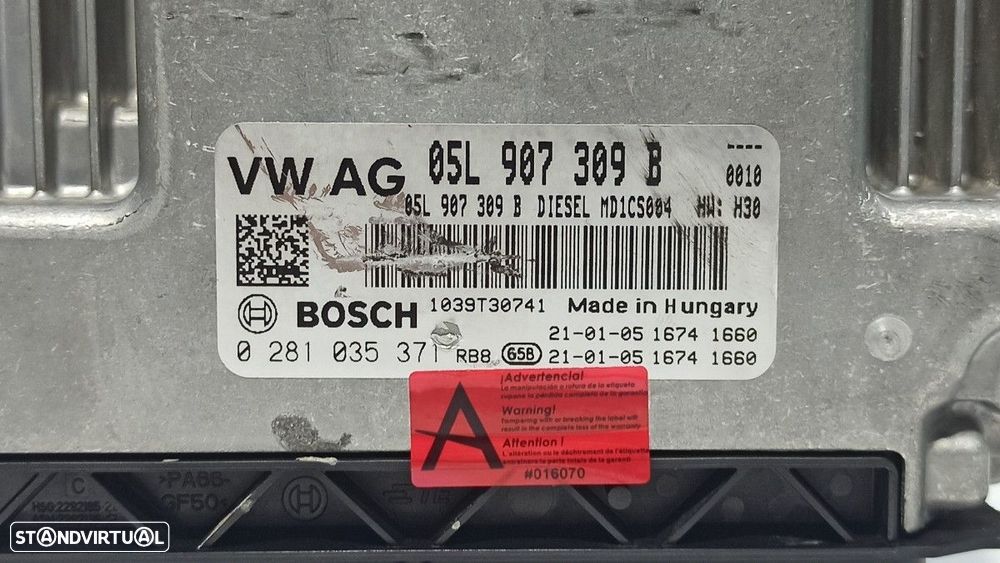 VW AG 05L 907 309 B ----
0010
05L 907 309 B DIESEL MD1CS004 HW: H30
BOSCH 1039T30741 Made in Hungary
21-01-05 1674 1660
0 281 035 371 RB8 65B 21-01-05 1674 1660
¡Advertencia!
La manipulación o rotura de la etiqueta
supone la pérdida completa de la garantía
Warning!
Tampering with or breaking the label will
result in the complete loss of the warranty
A
Attention !
L'altération ou le déchirement de l'étiquette
entraînera la perte totale de la garantie
#016070
C
>PA66-
GF50<
STANDVIRTUAL